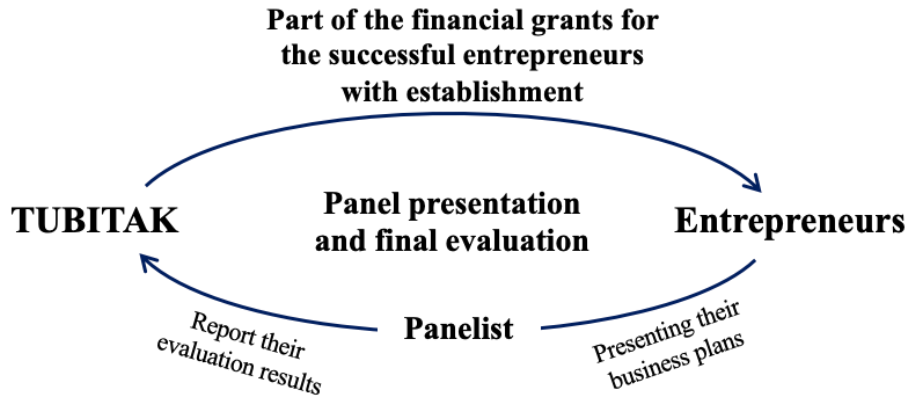 Part of the financial grants for
the successful entrepreneurs
with establishment
TUBITAK
Panel presentation
and final evaluation
Entrepreneurs
Report their
evaluation results
Panelist
Presenting their
business plans